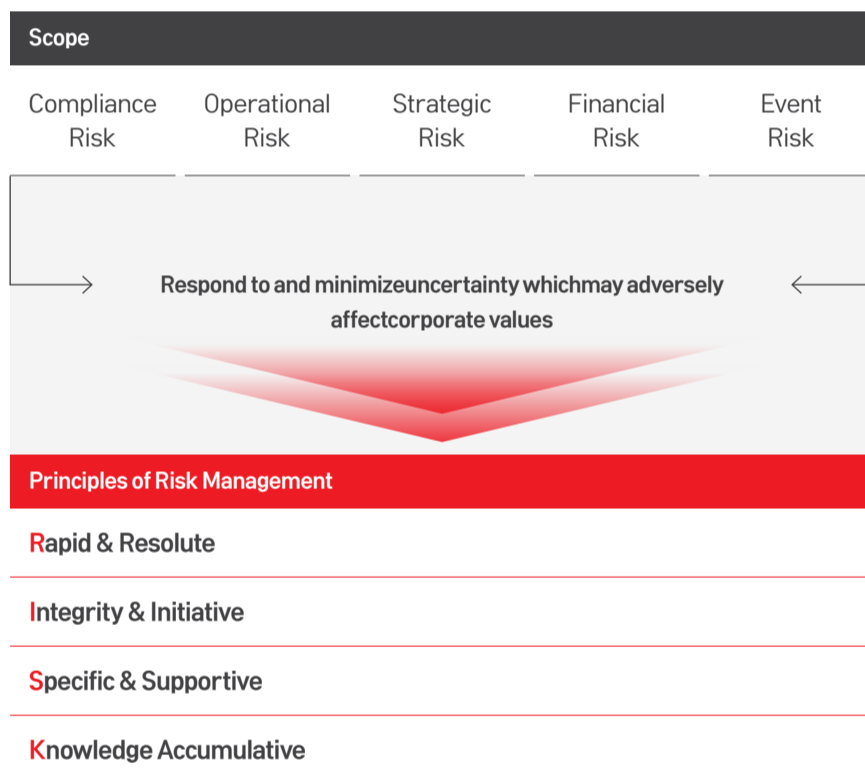 Scope
Compliance Risk
Operational Risk
Strategic Risk
Financial Risk
Event Risk
Respond to and minimizeuncertainty whichmay adversely
affectcorporate values
Principles of Risk Management
Rapid & Resolute
Integrity & Initiative
Specific & Supportive
Knowledge Accumulative